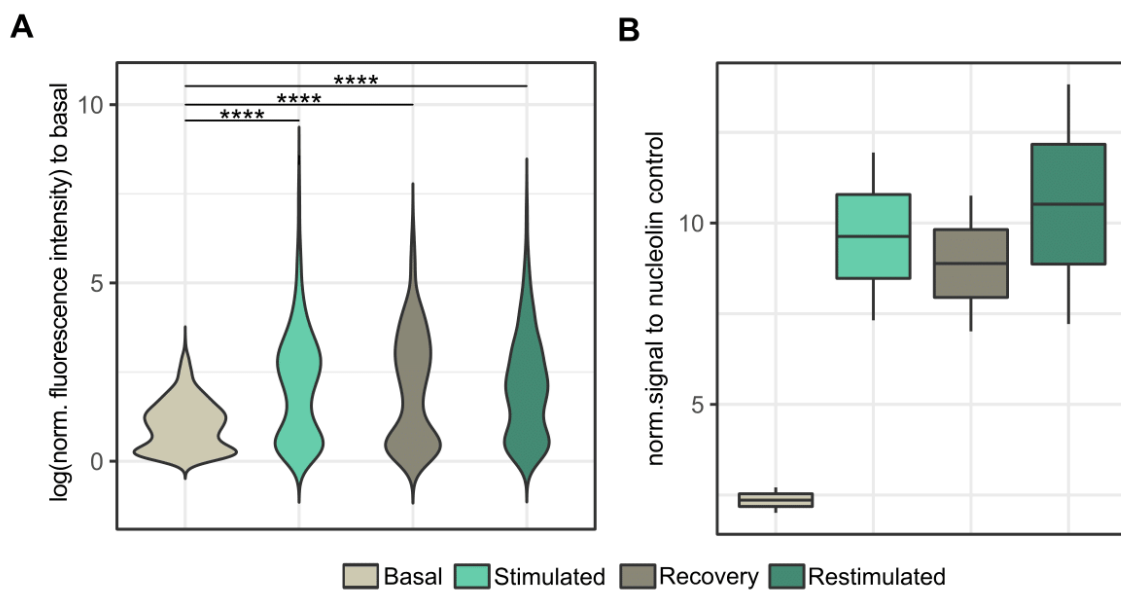 A
B
log(norm. fluorescence intensity) to basal
10
5
0
****
****
****
norm.signal to nucleolin control
10
5
Basal
Stimulated
Recovery
Restimulated